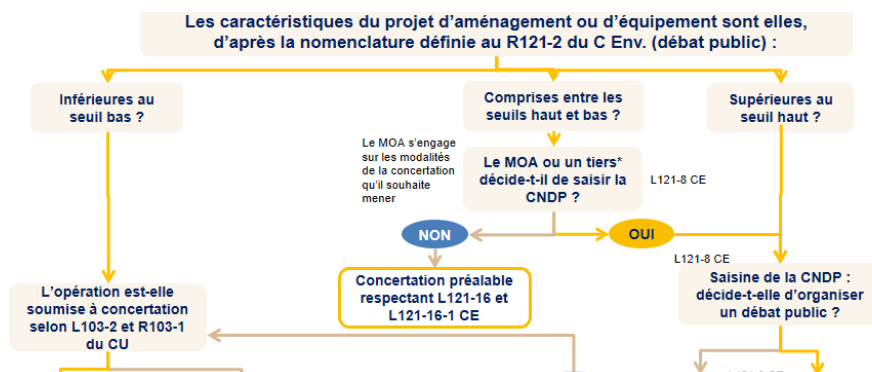 Les caractéristiques du projet d'aménagement ou d'équipement sont elles,
d'après la nomenclature définie au R121-2 du C Env. (débat public) :
Inférieures au
seuil bas ?
Comprises entre les
seuils haut et bas ?
Supérieures au
seuil haut ?
Le MOA s'engage
sur les modalités
de la concertation
qu'il souhaite
mener
Le MOA ou un tiers*
décide-t-il de saisir la
CNDP ?
L121-8 CE
NON
OUI
L121-8 CE
Concertation préalable
respectant L121-16 et
L121-16-1 CE
L'opération est-elle
soumise à concertation
selon L103-2 et R103-1
du CU
Saisine de la CNDP :
décide-t-elle d'organiser
un débat public ?